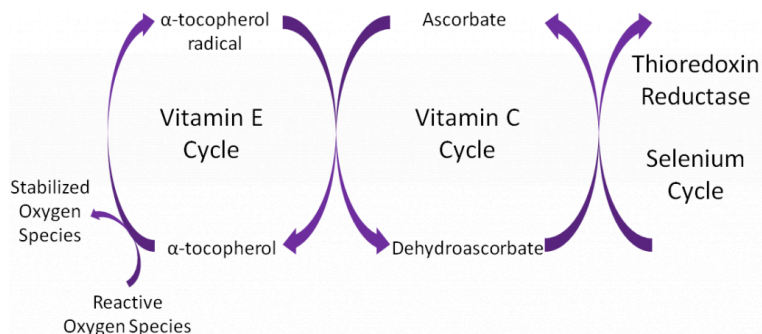 α-tocopherol
radical
Ascorbate
Thioredoxin
Reductase
Vitamin E
Cycle
Vitamin C
Cycle
Selenium
Cycle
Stabilized
Oxygen
Species
α-tocopherol
Dehydroascorbate
Reactive
Oxygen Species